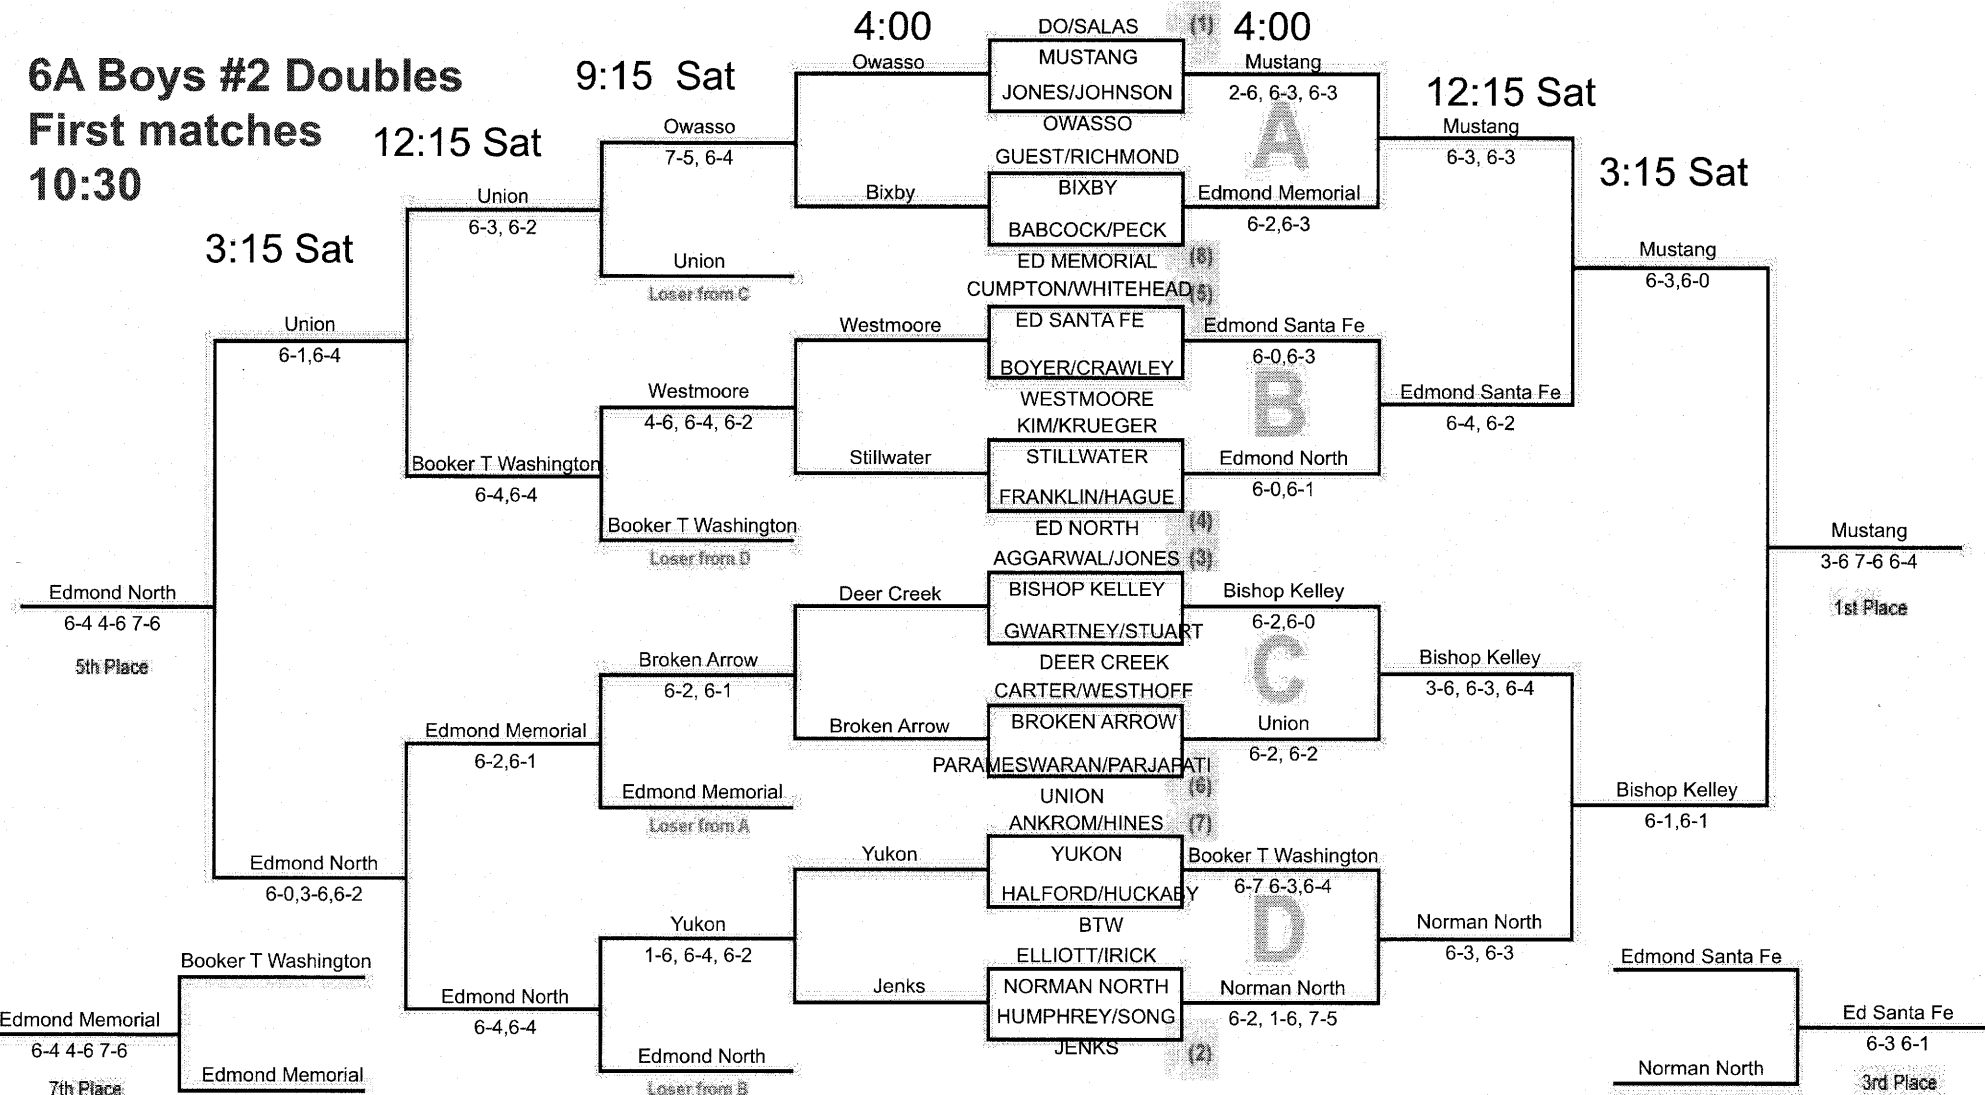 6A Boys #2 Doubles
First matches
10:30
3:15 Sat
12:15 Sat
9:15 Sat
4:00
4:00
12:15 Sat
3:15 Sat
Edmond North
6-4 4-6 7-6
5th Place
Union
6-1,6-4
Edmond North
6-0,3-6,6-2
Booker T Washington
Edmond Memorial
6-4 4-6 7-6
7th Place
Edmond Memorial
Union
6-3, 6-2
Booker T Washington
6-4,6-4
Edmond Memorial
6-2,6-1
Edmond North
6-4,6-4
Owasso
7-5, 6-4
Union
Loser from C
Westmoore
4-6, 6-4, 6-2
Booker T Washington
Loser from D
Broken Arrow
6-2, 6-1
Edmond Memorial
Loser from A
Yukon
1-6, 6-4, 6-2
Edmond North
Loser from B
Owasso
Bixby
Westmoore
Stillwater
Deer Creek
Broken Arrow
Yukon
Jenks
DO/SALAS (1)
MUSTANG
JONES/JOHNSON
OWASSO
GUEST/RICHMOND
BIXBY
BABCOCK/PECK
ED MEMORIAL (8)
CUMPTON/WHITEHEAD (5)
ED SANTA FE
BOYER/CRAWLEY
WESTMOORE
KIM/KRUEGER
STILLWATER
FRANKLIN/HAGUE
ED NORTH (4)
AGGARWAL/JONES (3)
BISHOP KELLEY
GWARTNEY/STUART
DEER CREEK
CARTER/WESTHOFF
BROKEN ARROW
PARAMESWARAN/PARJAPATI
UNION (6)
ANKROM/HINES (7)
YUKON
HALFORD/HUCKABY
BTW
ELLIOTT/IRICK
NORMAN NORTH
HUMPHREY/SONG
JENKS (2)
Mustang
2-6, 6-3, 6-3
A
Edmond Memorial
6-2,6-3
Edmond Santa Fe
6-0,6-3
B
Edmond North
6-0,6-1
Bishop Kelley
6-2,6-0
C
Union
6-2, 6-2
Booker T Washington
6-7 6-3,6-4
D
Norman North
6-2, 1-6, 7-5
Mustang
6-3, 6-3
Edmond Santa Fe
6-4, 6-2
Bishop Kelley
3-6, 6-3, 6-4
Norman North
6-3, 6-3
Mustang
6-3,6-0
Bishop Kelley
6-1,6-1
Mustang
3-6 7-6 6-4
1st Place
Edmond Santa Fe
Ed Santa Fe
6-3 6-1
3rd Place
Norman North